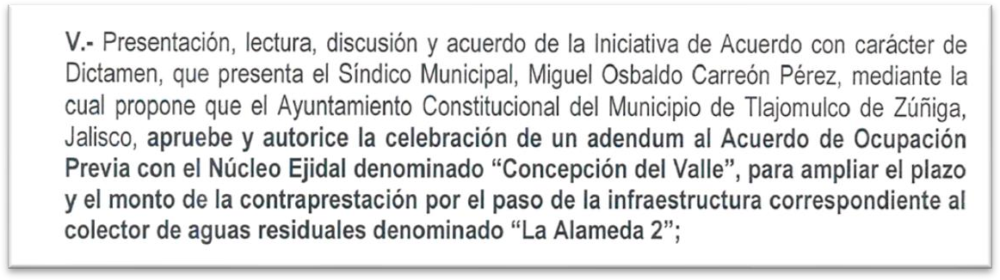 V.- Presentación, lectura, discusión y acuerdo de la Iniciativa de Acuerdo con carácter de
Dictamen, que presenta el Síndico Municipal, Miguel Osbaldo Carreón Pérez, mediante la
cual propone que el Ayuntamiento Constitucional del Municipio de Tlajomulco de Zúñiga,
Jalisco, apruebe y autorice la celebración de un adendum al Acuerdo de Ocupación
Previa con el Núcleo Ejidal denominado “Concepción del Valle”, para ampliar el plazo
y el monto de la contraprestación por el paso de la infraestructura correspondiente al
colector de aguas residuales denominado “La Alameda 2”;